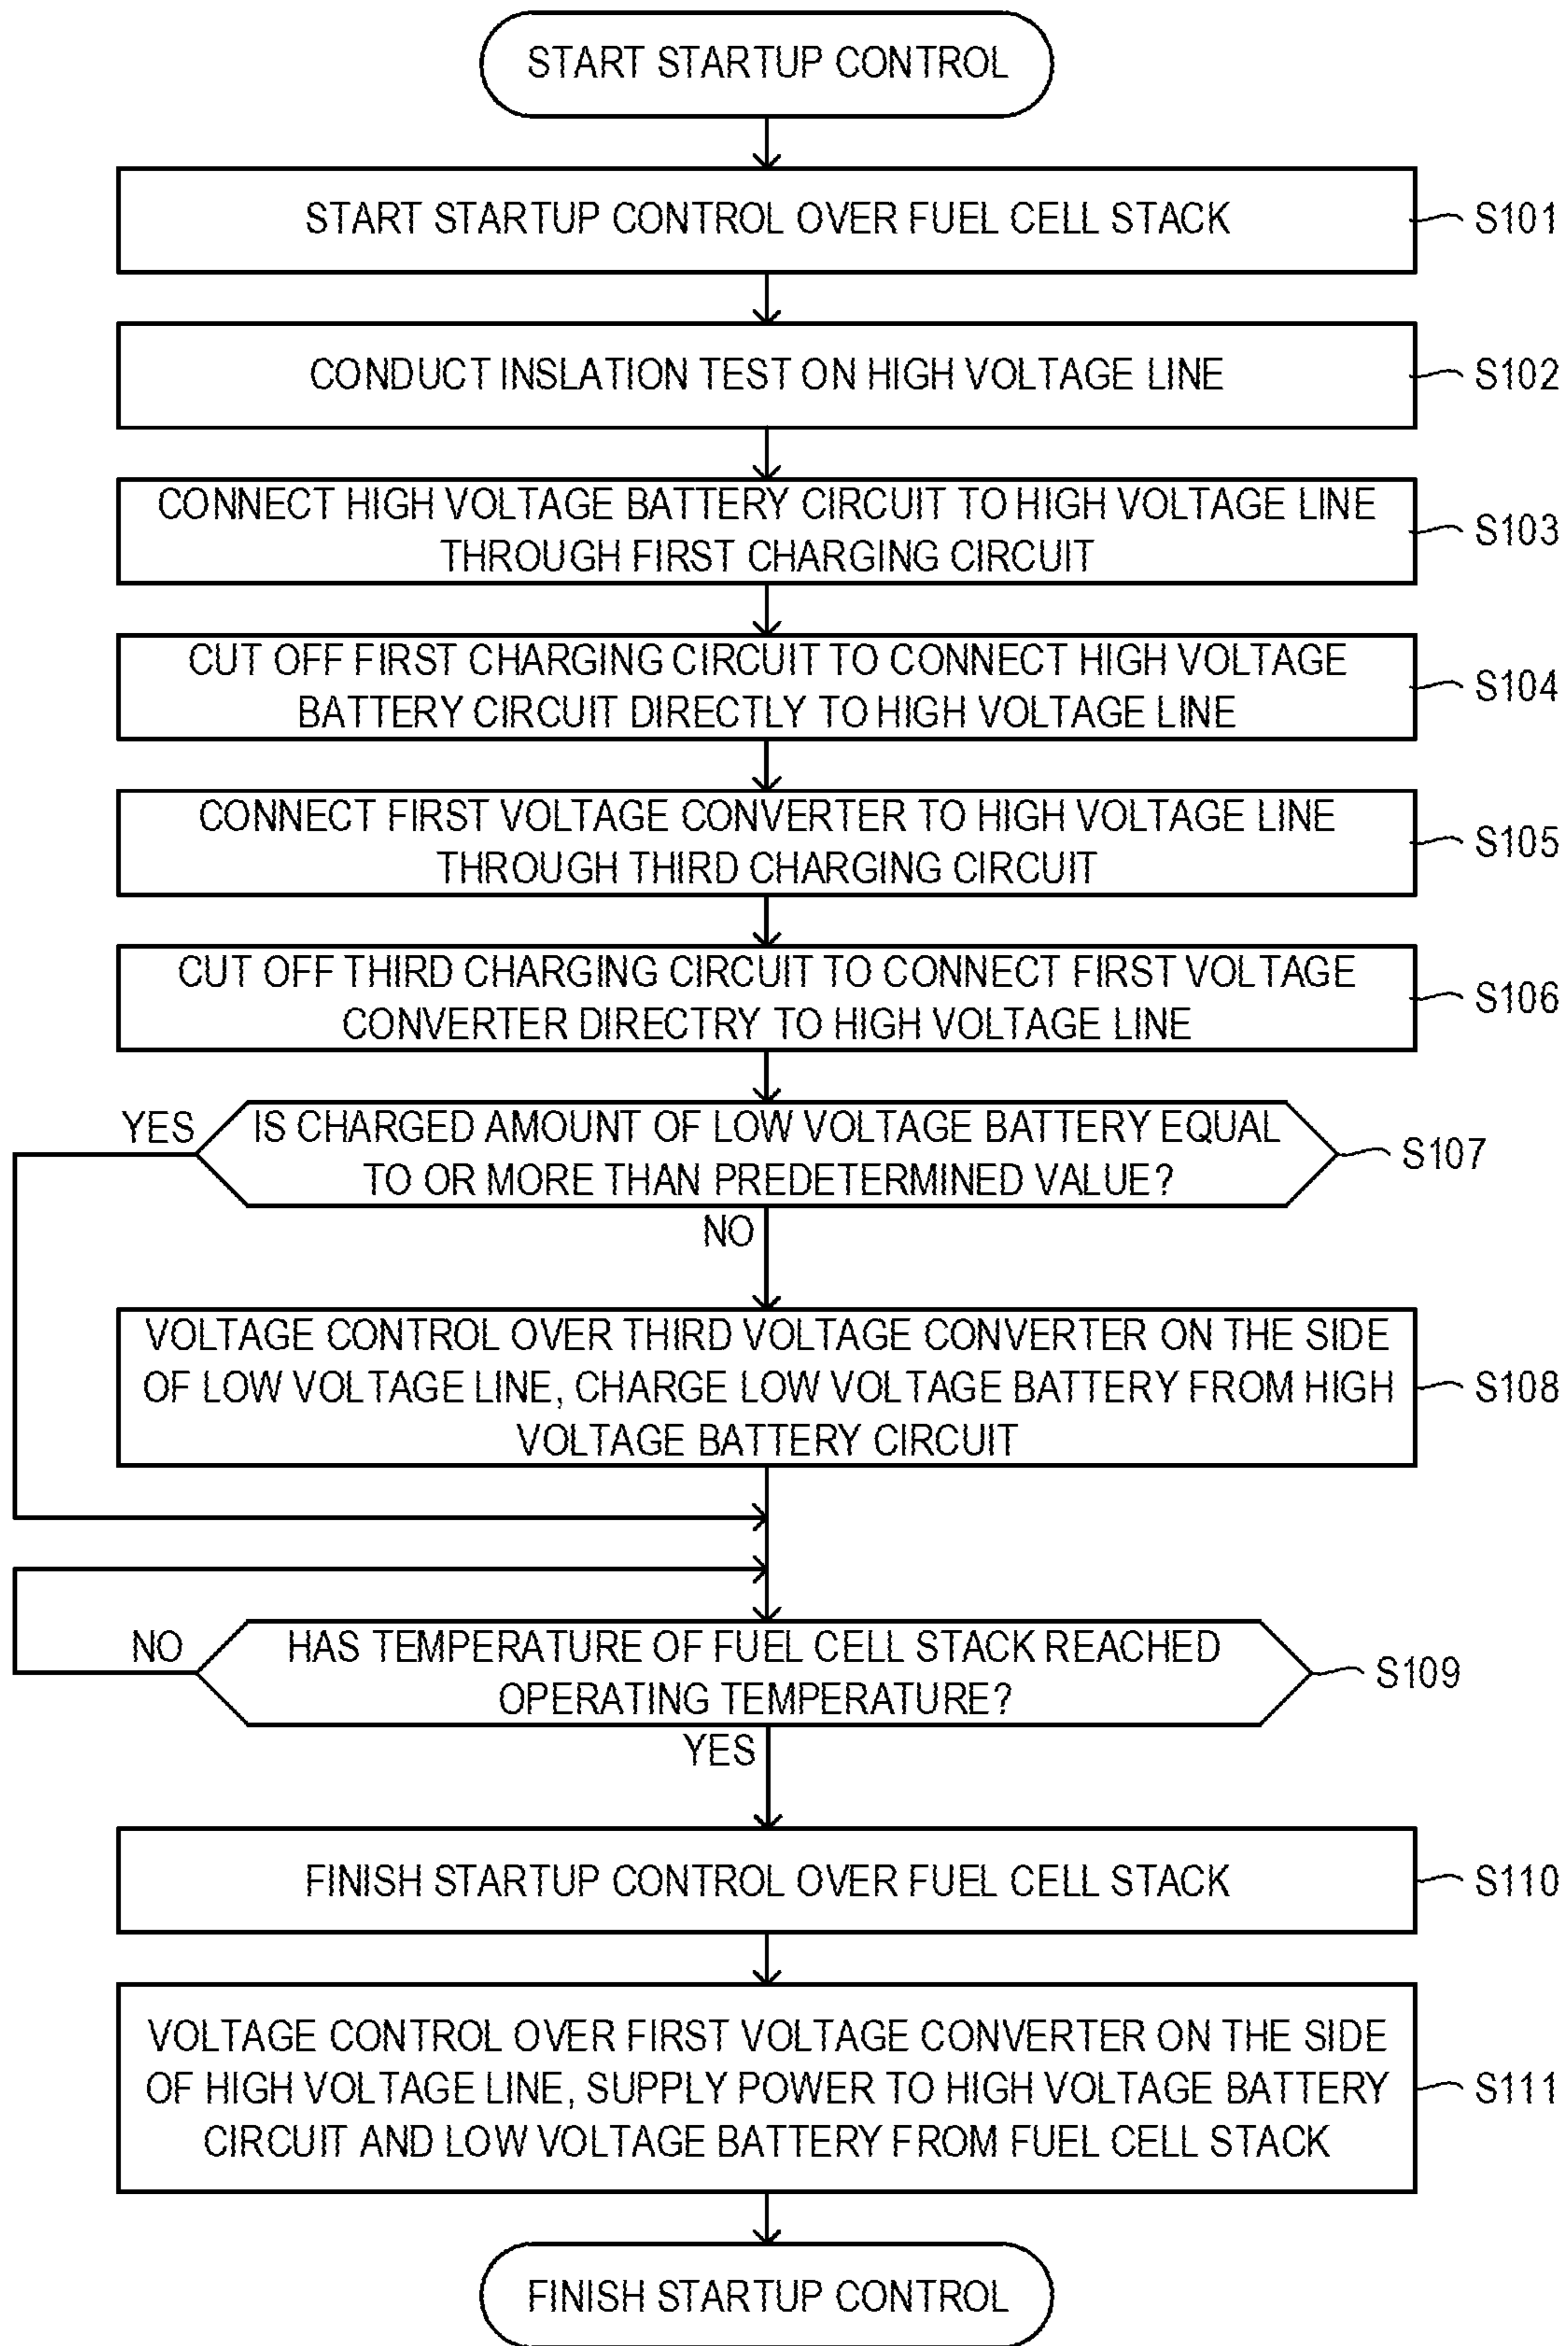 START STARTUP CONTROL
START STARTUP CONTROL OVER FUEL CELL STACK
S101
CONDUCT INSLATION TEST ON HIGH VOLTAGE LINE
S102
CONNECT HIGH VOLTAGE BATTERY CIRCUIT TO HIGH VOLTAGE LINE
THROUGH FIRST CHARGING CIRCUIT
S103
CUT OFF FIRST CHARGING CIRCUIT TO CONNECT HIGH VOLTAGE
BATTERY CIRCUIT DIRECTLY TO HIGH VOLTAGE LINE
S104
CONNECT FIRST VOLTAGE CONVERTER TO HIGH VOLTAGE LINE
THROUGH THIRD CHARGING CIRCUIT
S105
CUT OFF THIRD CHARGING CIRCUIT TO CONNECT FIRST VOLTAGE
CONVERTER DIRECTRY TO HIGH VOLTAGE LINE
S106
YES
IS CHARGED AMOUNT OF LOW VOLTAGE BATTERY EQUAL
TO OR MORE THAN PREDETERMINED VALUE?
S107
NO
VOLTAGE CONTROL OVER THIRD VOLTAGE CONVERTER ON THE SIDE
OF LOW VOLTAGE LINE, CHARGE LOW VOLTAGE BATTERY FROM HIGH
VOLTAGE BATTERY CIRCUIT
S108
NO
HAS TEMPERATURE OF FUEL CELL STACK REACHED
OPERATING TEMPERATURE?
S109
YES
FINISH STARTUP CONTROL OVER FUEL CELL STACK
S110
VOLTAGE CONTROL OVER FIRST VOLTAGE CONVERTER ON THE SIDE
OF HIGH VOLTAGE LINE, SUPPLY POWER TO HIGH VOLTAGE BATTERY
CIRCUIT AND LOW VOLTAGE BATTERY FROM FUEL CELL STACK
S111
FINISH STARTUP CONTROL